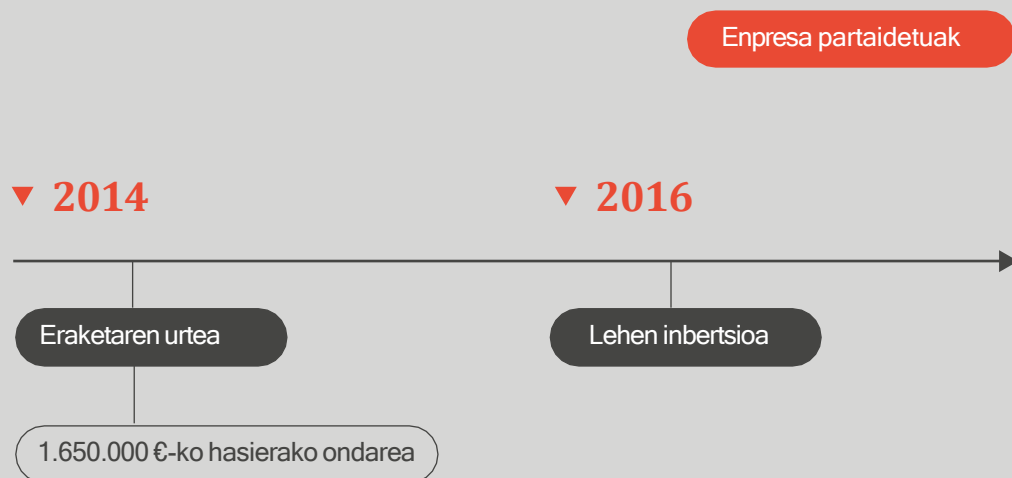 Enpresa partaidetuak
2014
2016
Eraketaren urtea
Lehen inbertsioa
1.650.000 €-ko hasierako ondarea